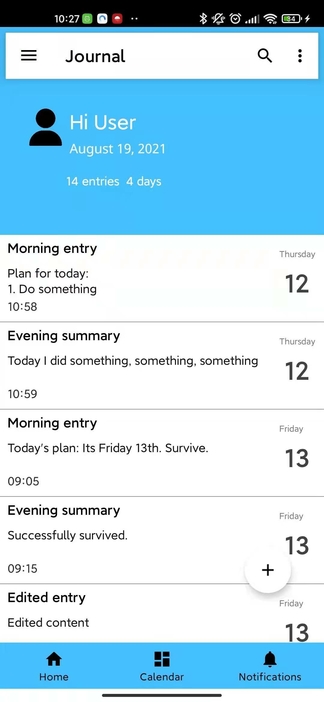 10:27
84
Journal
Hi User
August 19, 2021
14 entries 4 days
Morning entry
Thursday
Plan for today:
1. Do something
12
10:58
Evening summary
Thursday
Today I did something, something, something
12
10:59
Morning entry
Friday
Today's plan: Its Friday 13th. Survive.
13
09:05
Evening summary
Friday
Successfully survived.
13
09:15
+
Edited entry
Friday
Edited content
13
Home Calendar Notifications